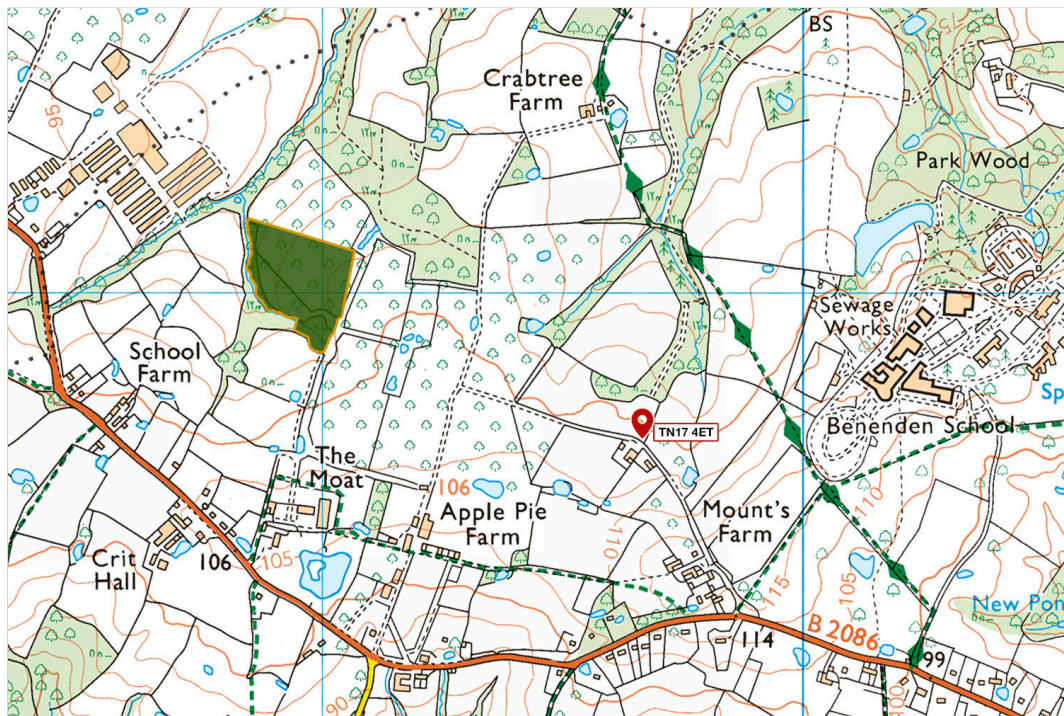 BS
Crabtree
Farm
95
Park Wood
Sewage
Works
School
Farm
TN17 4ET
Benenden School
Sp
The
Moat
106
Apple Pie
Farm
110
Mount's
Farm
110
Crit
Hall
106
105
115
105
New Pon
B 2086
114
99
90
100